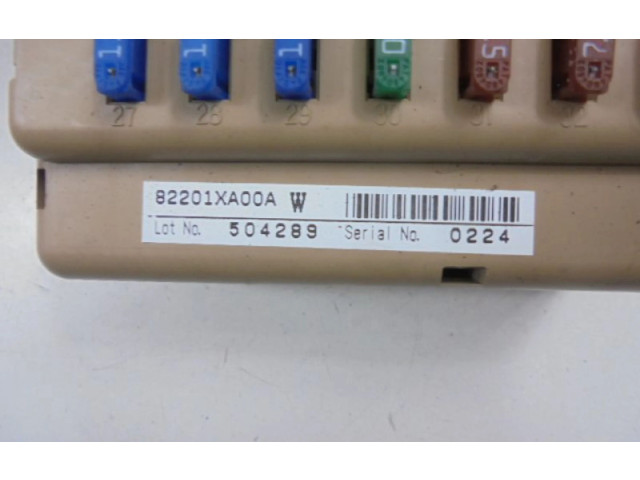 27 28 29 30 31 32
82201XA00A W
Lot No. 504289 Serial No. 0224